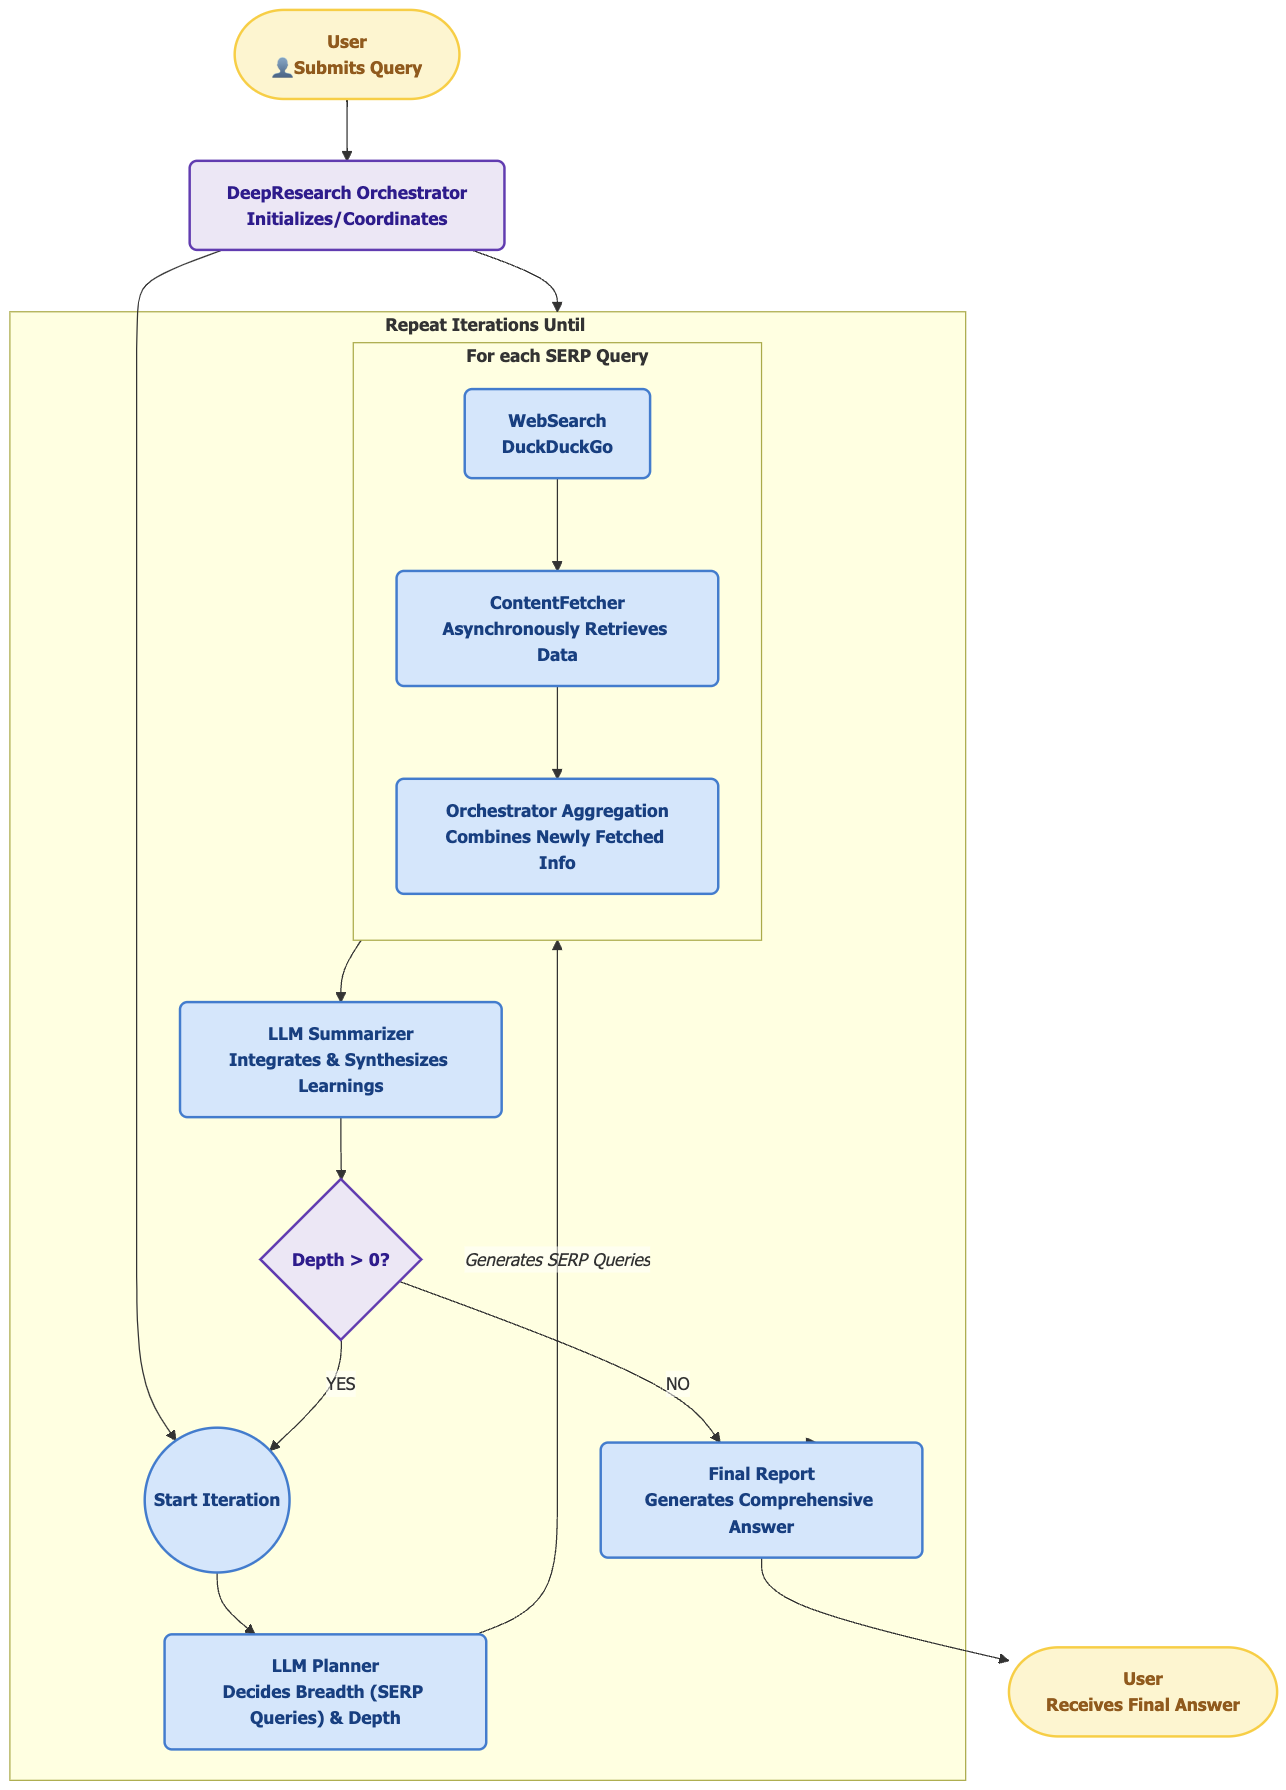 User
👤Submits Query
DeepResearch Orchestrator
Initializes/Coordinates
Repeat Iterations Until
For each SERP Query
WebSearch
DuckDuckGo
ContentFetcher
Asynchronously Retrieves
Data
Orchestrator Aggregation
Combines Newly Fetched
Info
LLM Summarizer
Integrates & Synthesizes
Learnings
Depth > 0?
Generates SERP Queries
YES
NO
Start Iteration
Final Report
Generates Comprehensive
Answer
LLM Planner
Decides Breadth (SERP
Queries) & Depth
User
Receives Final Answer